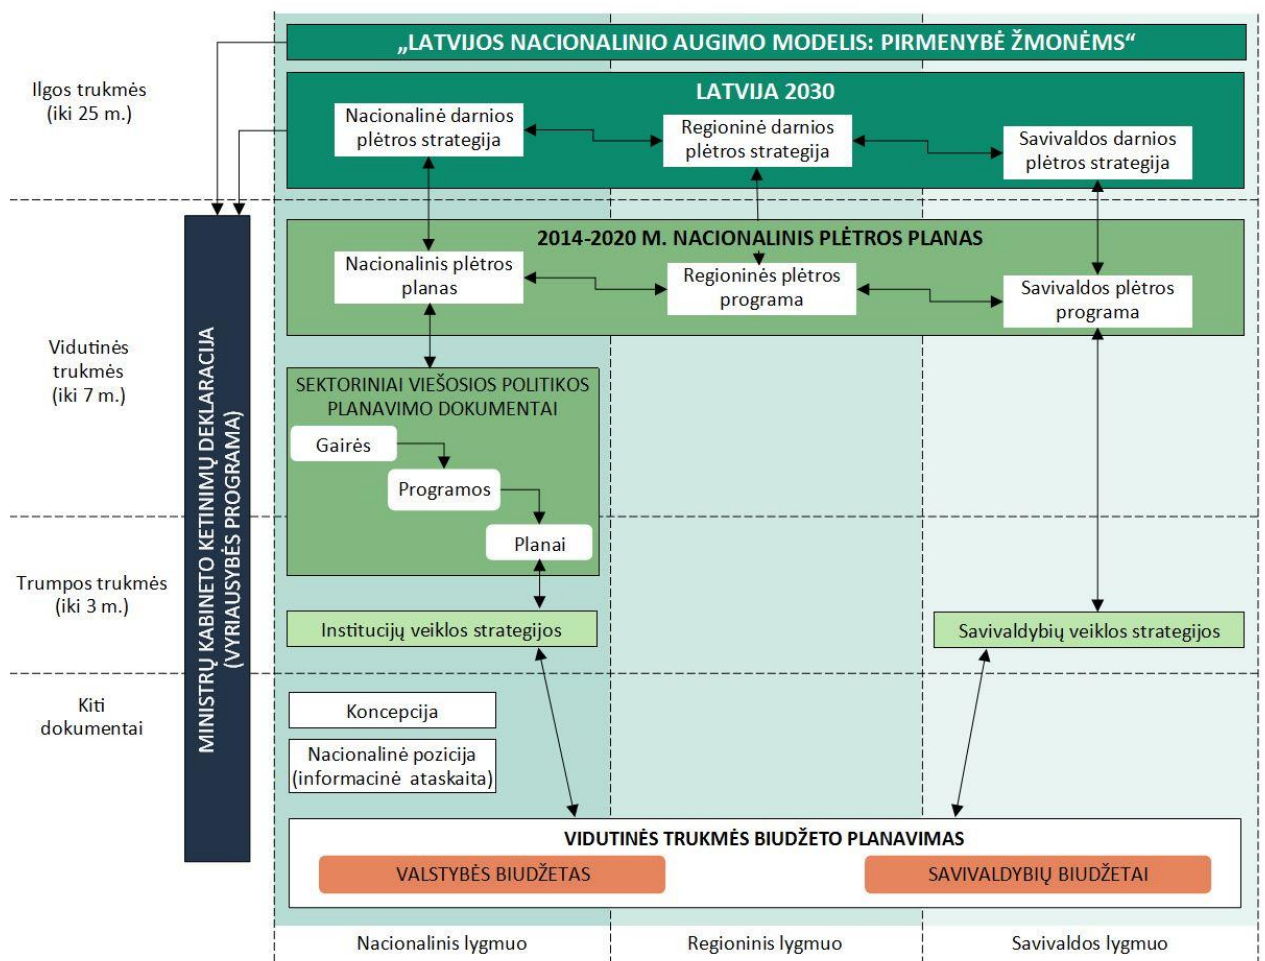 „LATVIJOS NACIONALINIO AUGIMO MODELIS: PIRMENYBĖ ŽMONĖMS“
Ilgos trukmės
(iki 25 m.)
LATVIJA 2030
Nacionalinė darnios
plėtros strategija
Regioninė darnios
plėtros strategija
Savivaldos darnios
plėtros strategija
Vidutinės
trukmės
(iki 7 m.)
MINISTRŲ KABINETO KETINIMŲ DEKLARACIJA
(VYRIAUSYBĖS PROGRAMA)
2014-2020 M. NACIONALINIS PLĖTROS PLANAS
Nacionalinis plėtros
planas
Regioninės plėtros
programa
Savivaldos plėtros
programa
SEKTORINIAI VIEŠOSIOS POLITIKOS
PLANAVIMO DOKUMENTAI
Gairės
Programos
Planai
Trumpos trukmės
(iki 3 m.)
Institucijų veiklos strategijos
Savivaldybių veiklos strategijos
Kiti
dokumentai
Koncepcija
Nacionalinė pozicija
(informacinė ataskaita)
VIDUTINĖS TRUKMĖS BIUDŽETO PLANAVIMAS
VALSTYBĖS BIUDŽETAS
SAVIVALDYBIŲ BIUDŽETAI
Nacionalinis lygmuo
Regioninis lygmuo
Savivaldos lygmuo